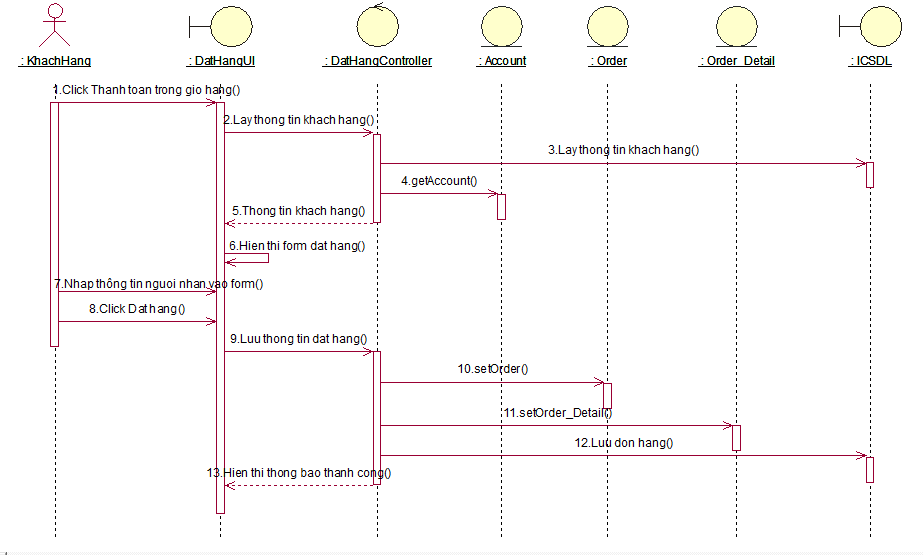 : KhachHang
: DatHangUI
: DatHangController
: Account
: Order
: Order_Detail
: ICSDL
1.Click Thanh toan trong gio hang()
2.Lay thong tin khach hang()
3.Lay thong tin khach hang()
4.getAccount()
5.Thong tin khach hang()
6.Hien thi form dat hang()
7.Nhap thông tin nguoi nhan vao form()
8.Click Dat hang()
9.Luu thong tin dat hang()
10.setOrder()
11.setOrder_Detail()
12.Luu don hang()
13.Hien thi thong bao thanh cong()